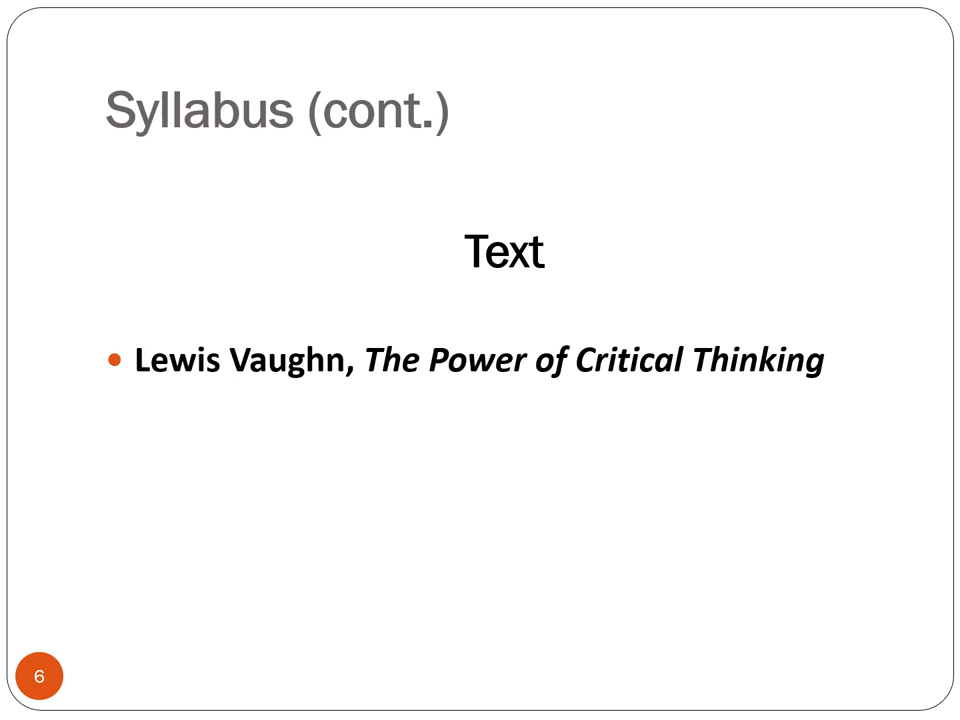 Syllabus (cont.)
Text
Lewis Vaughn, The Power of Critical Thinking
6